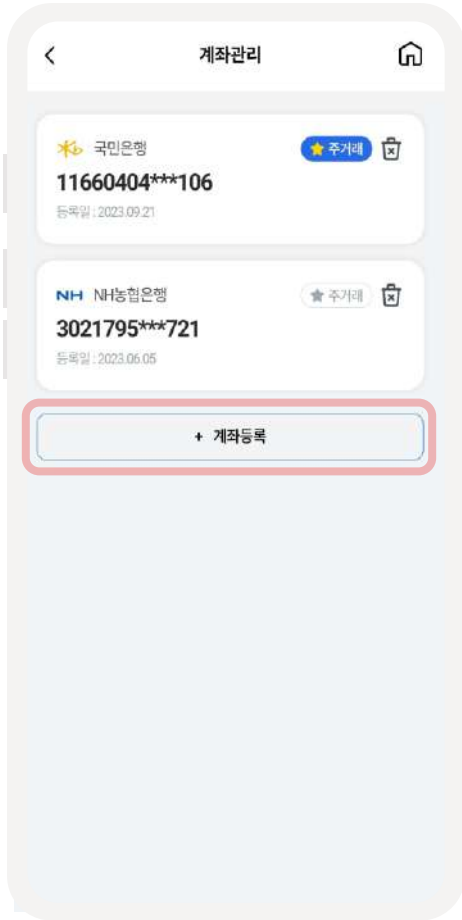 계좌관리
국민은행
주거래
11660404***106
등록일 : 2023.09.21
NH NH농협은행
주거래
3021795***721
등록일 : 2023.06.05
+ 계좌등록